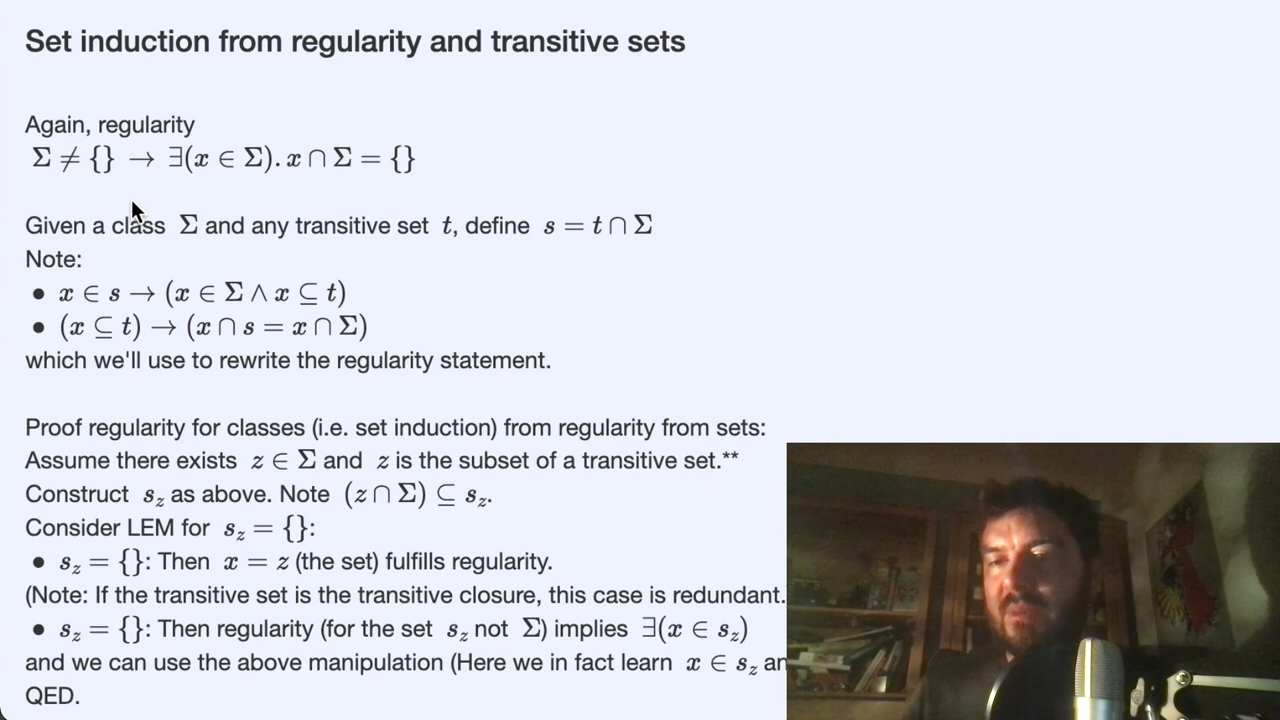 Set induction from regularity and transitive sets
Again, regularity
Σ ≠ {} → ∃(x ∈ Σ). x ∩ Σ = {}
Given a class Σ and any transitive set t, define s = t ∩ Σ
Note:
• x ∈ s → (x ∈ Σ ∧ x ⊆ t)
• (x ⊆ t) → (x ∩ s = x ∩ Σ)
which we'll use to rewrite the regularity statement.
Proof regularity for classes (i.e. set induction) from regularity from sets:
Assume there exists z ∈ Σ and z is the subset of a transitive set.**
Construct s_z as above. Note (z ∩ Σ) ⊆ s_z.
Consider LEM for s_z = {}:
• s_z = {}: Then x = z (the set) fulfills regularity.
(Note: If the transitive set is the transitive closure, this case is redundant.
• s_z = {}: Then regularity (for the set s_z not Σ) implies ∃(x ∈ s_z)
and we can use the above manipulation (Here we in fact learn x ∈ s_z an
QED.